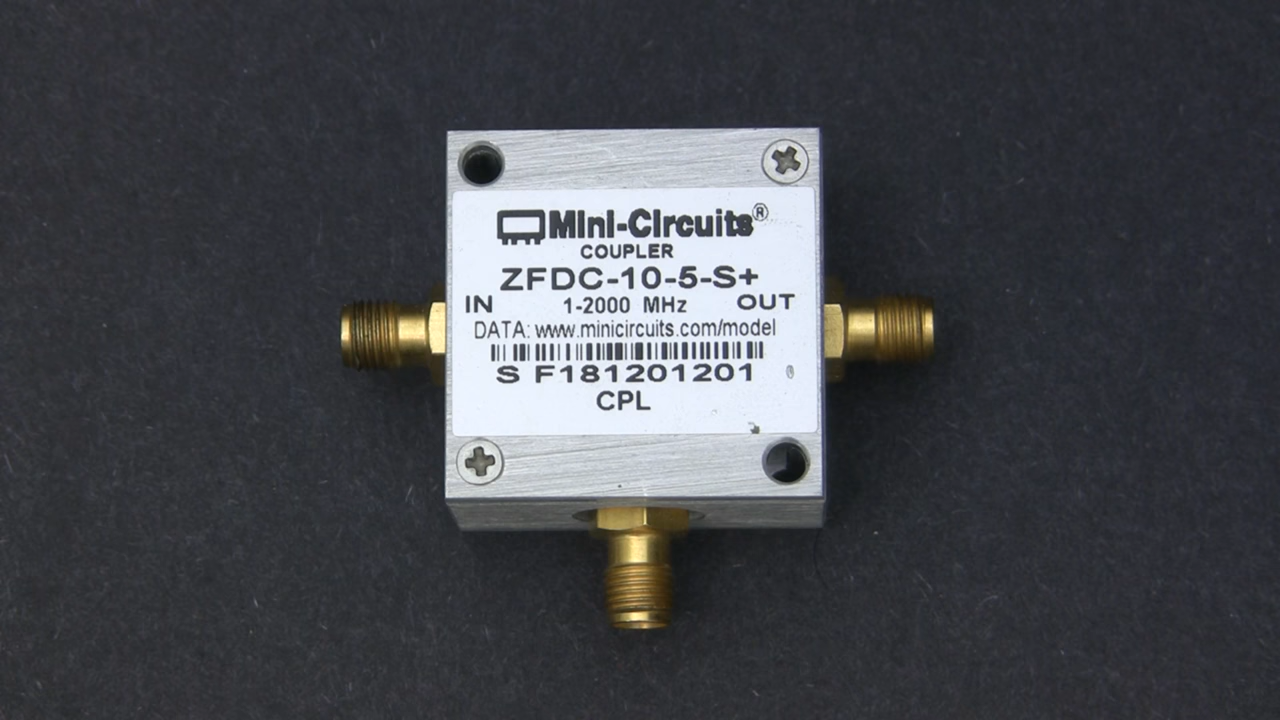 Mini-Circuits®
COUPLER
ZFDC-10-5-S+
IN 1-2000 MHz OUT
DATA: www.minicircuits.com/model
S F181201201
CPL